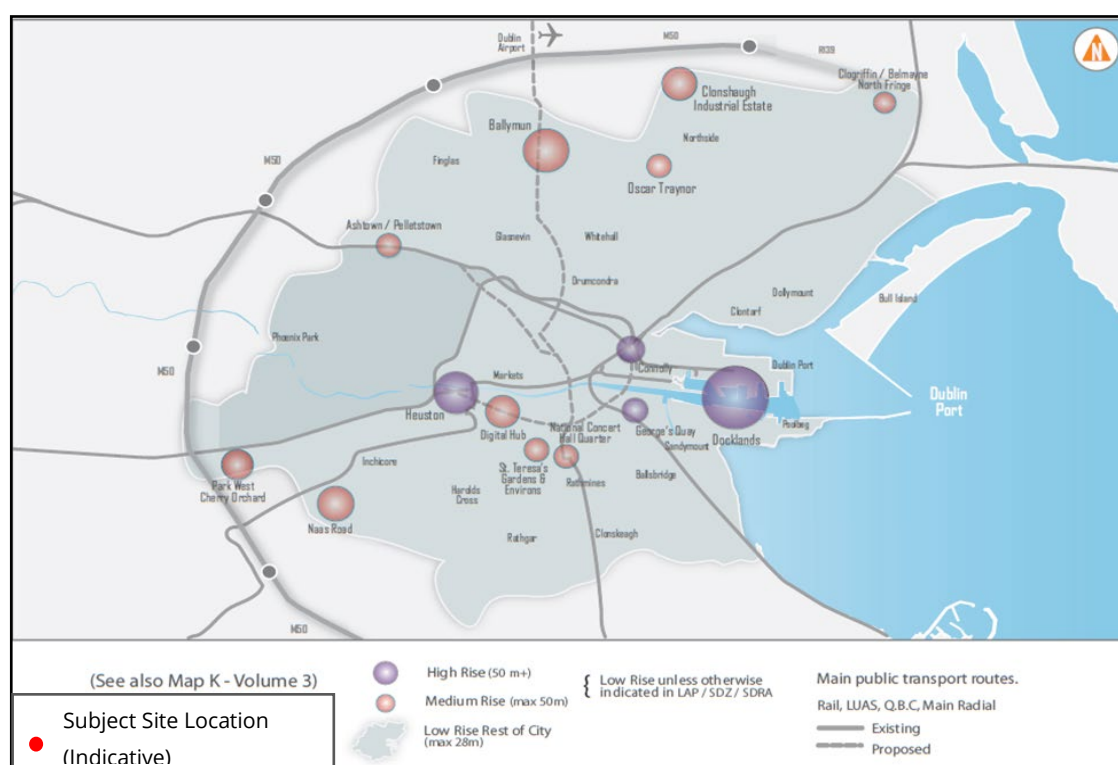 Dublin
Airport
M50
R139
N
Clogriffin / Belmayne
North Fringe
Clonshaugh
Industrial Estate
Ballymun
Northside
Finglas
M50
Oscar Traynor
Ashtown / Pelletstown
Glasnevin
Whitehall
Drumcondra
Dollymount
Bull Island
Clontarf
Phoenix Park
Connolly
Dublin Port
M50
Markets
Dublin
Port
Heuston
Digital Hub
National Concert
Hall Quarter
George's Quay
Sandymount
Docklands
Poolbeg
Inchicore
St. Teresa's
Gardens &
Environs
Rathmines
Ballsbridge
Park West
Cherry Orchard
Harolds
Cross
Naas Road
Rathgar
Clonskeagh
M50
(See also Map K - Volume 3)
High Rise (50 m+)
Medium Rise (max 50m)
{ Low Rise unless otherwise
indicated in LAP / SDZ / SDRA
Low Rise Rest of City
(max 28m)
Main public transport routes.
Rail, LUAS, Q.B.C, Main Radial
Existing
Proposed
Subject Site Location
(Indicative)